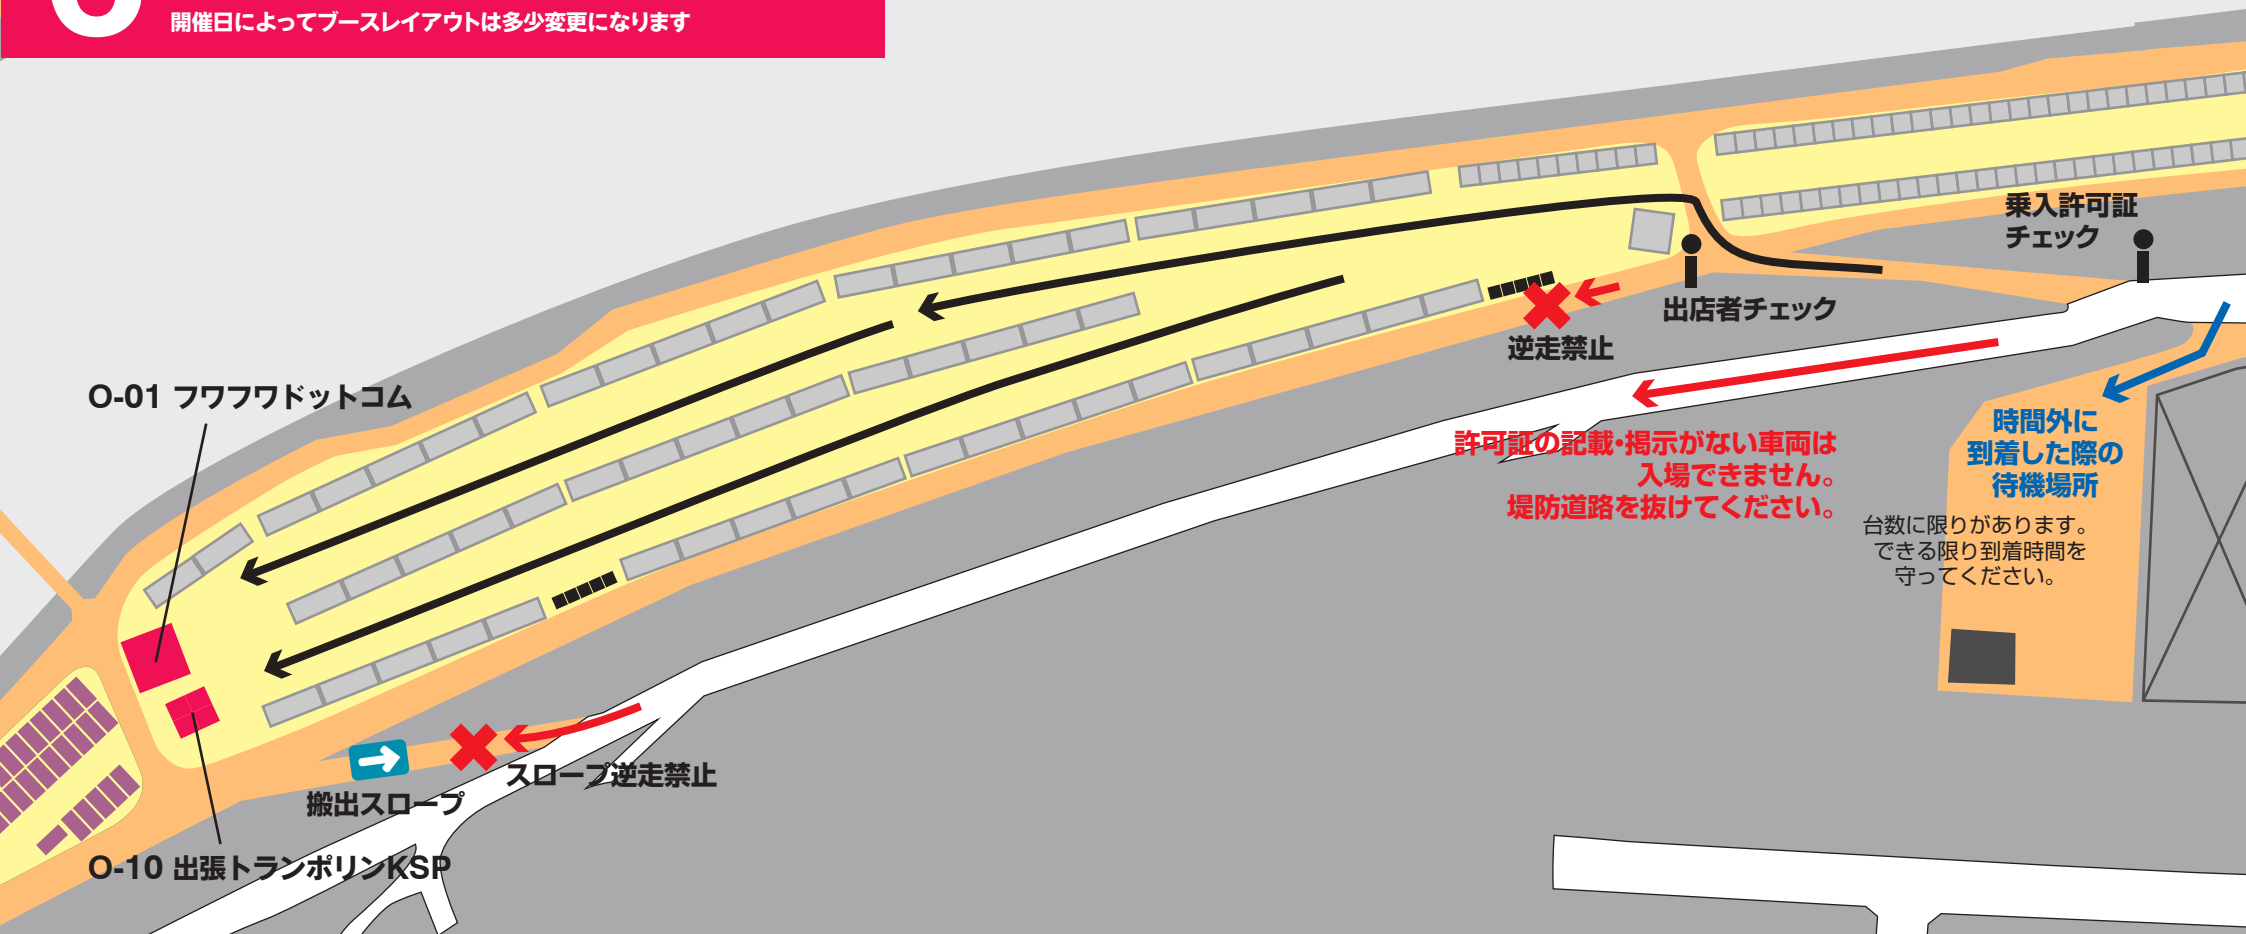 開催日によってブースレイアウトは多少変更になります
乗入許可証
チェック
出店者チェック
逆走禁止
O-01 フワフワドットコム
許可証の記載・掲示がない車両は
入場できません。
堤防道路を抜けてください。
時間外に
到着した際の
待機場所
台数に限りがあります。
できる限り到着時間を
守ってください。
スロープ逆走禁止
搬出スロープ
O-10 出張トランポリンKSP